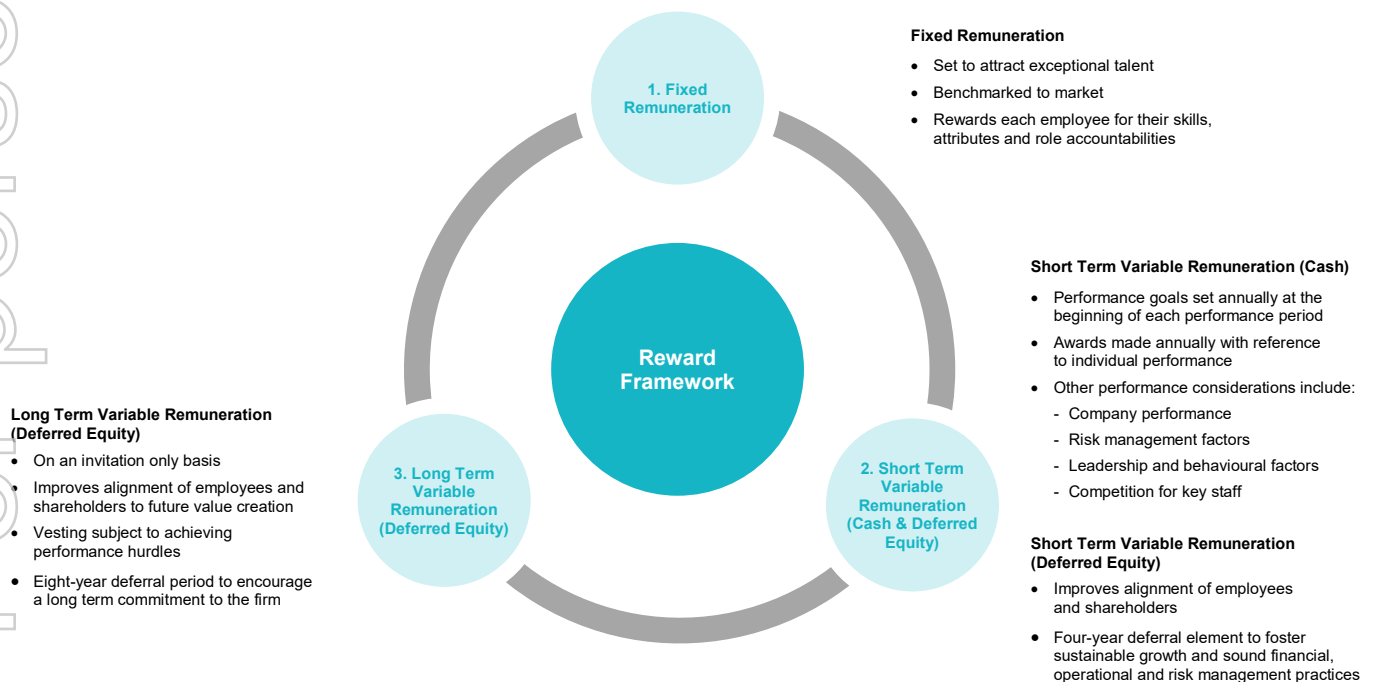 1. Fixed
Remuneration
Reward
Framework
2. Short Term
Variable
Remuneration
(Cash & Deferred
Equity)
3. Long Term
Variable
Remuneration
(Deferred Equity)
Fixed Remuneration
• Set to attract exceptional talent
• Benchmarked to market
• Rewards each employee for their skills,
attributes and role accountabilities
Short Term Variable Remuneration (Cash)
• Performance goals set annually at the
beginning of each performance period
• Awards made annually with reference
to individual performance
• Other performance considerations include:
- Company performance
- Risk management factors
- Leadership and behavioural factors
- Competition for key staff
Short Term Variable Remuneration
(Deferred Equity)
• Improves alignment of employees
and shareholders
• Four-year deferral element to foster
sustainable growth and sound financial,
operational and risk management practices
Long Term Variable Remuneration
(Deferred Equity)
• On an invitation only basis
• Improves alignment of employees and
shareholders to future value creation
• Vesting subject to achieving
performance hurdles
• Eight-year deferral period to encourage
a long term commitment to the firm